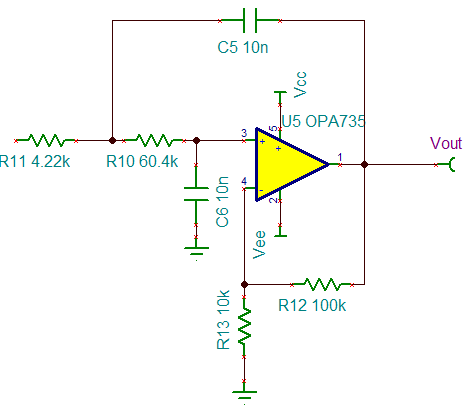 C5 10n
Vcc
U5 OPA735
5
3
+
+
1
Vout
R11 4.22k
R10 60.4k
C6 10n
4
-
2
Vee
R12 100k
R13 10k